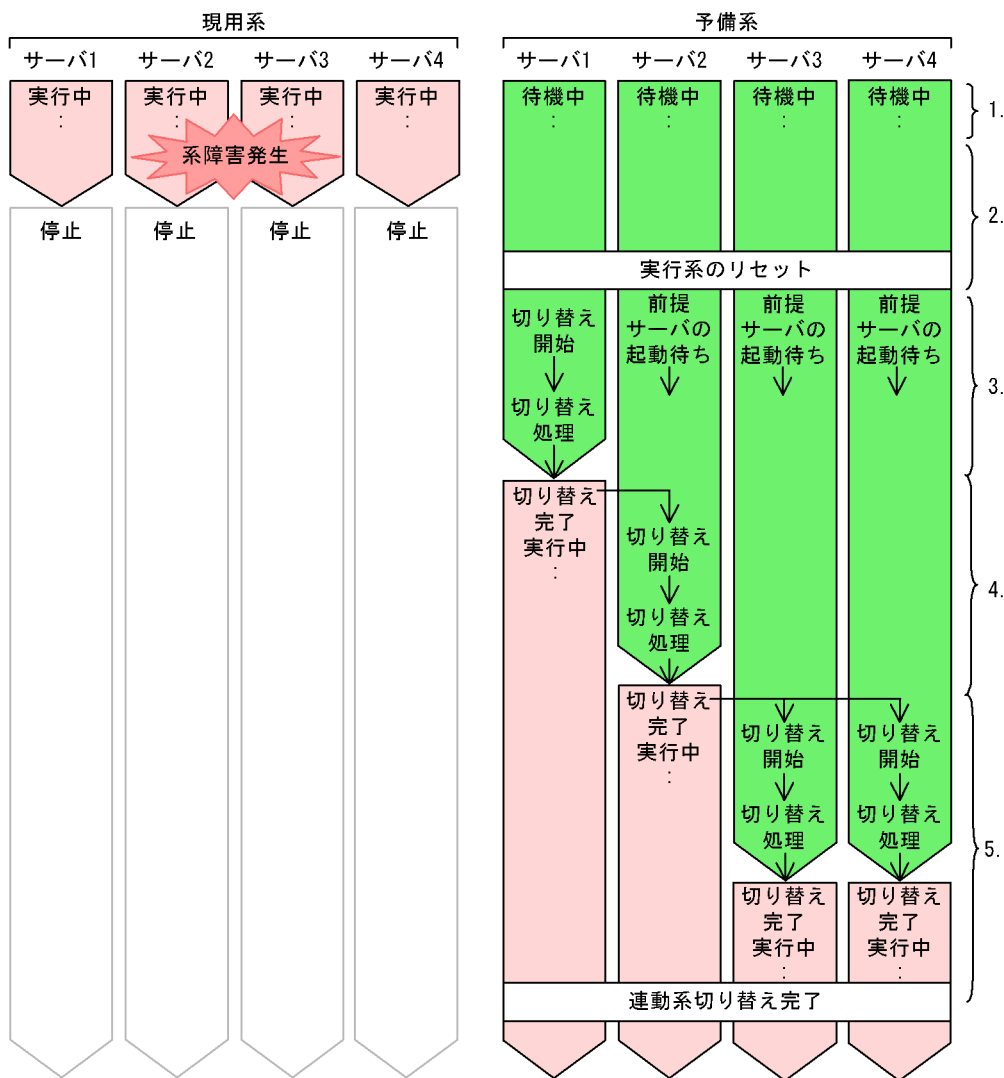 現用系
予備系
サーバ1
サーバ2
サーバ3
サーバ4
サーバ1
サーバ2
サーバ3
サーバ4
実行中
:
実行中
:
実行中
:
実行中
:
待機中
:
待機中
:
待機中
:
待機中
:
1.
系障害発生
停止
停止
停止
停止
2.
実行系のリセット
切り替え
開始
切り替え
処理
前提
サーバの
起動待ち
前提
サーバの
起動待ち
前提
サーバの
起動待ち
3.
切り替え
完了
実行中
:
切り替え
開始
切り替え
処理
4.
切り替え
完了
実行中
:
切り替え
開始
切り替え
処理
切り替え
開始
切り替え
処理
5.
切り替え
完了
実行中
:
切り替え
完了
実行中
:
連動系切り替え完了